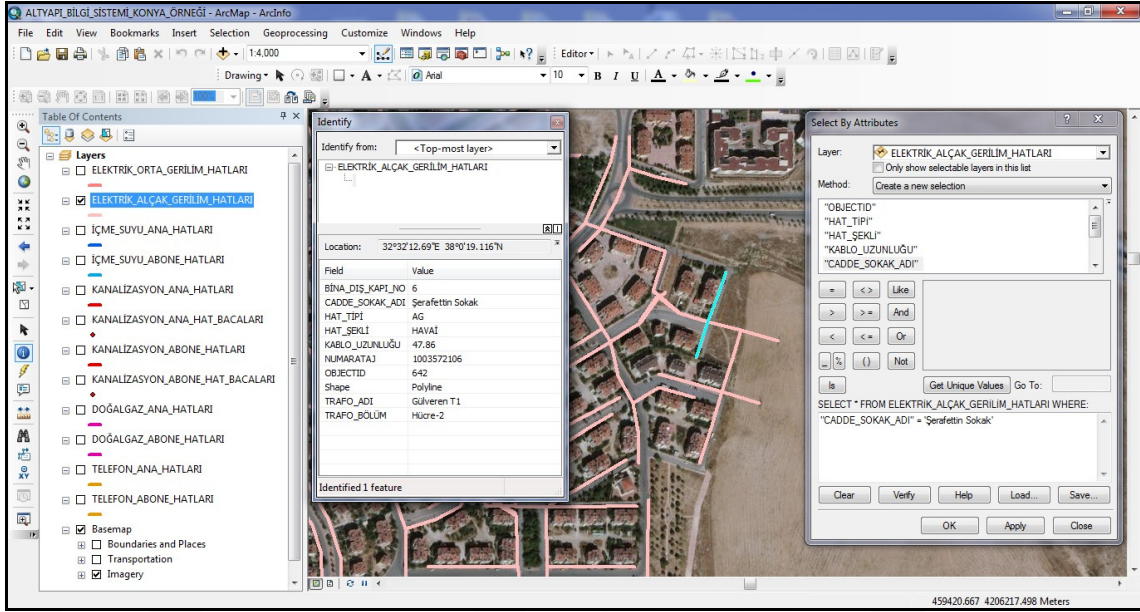 ALTYAPI_BİLGİ_SİSTEMİ_KONYA_ÖRNEĞİ - ArcMap - ArcInfo
File Edit View Bookmarks Insert Selection Geoprocessing Customize Windows Help
1:4,000
Editor
Drawing
A
Arial
10
B I U A
100%
Table Of Contents
Layers
ELEKTRİK_ORTA_GERİLİM_HATLARI
ELEKTRİK_ALÇAK_GERİLİM_HATLARI
İÇME_SUYU_ANA_HATLARI
İÇME_SUYU_ABONE_HATLARI
KANALİZASYON_ANA_HATLARI
KANALİZASYON_ANA_HAT_BACALARI
KANALİZASYON_ABONE_HATLARI
KANALİZASYON_ABONE_HAT_BACALARI
DOĞALGAZ_ANA_HATLARI
DOĞALGAZ_ABONE_HATLARI
TELEFON_ANA_HATLARI
TELEFON_ABONE_HATLARI
Basemap
Boundaries and Places
Transportation
Imagery
Identify
Identify from: <Top-most layer>
ELEKTRİK_ALÇAK_GERİLİM_HATLARI
Location: 32°32'12.69"E 38°0'19.116"N
Field Value
BİNA_DIŞ_KAPI_NO 6
CADDE_SOKAK_ADI Şerafettin Sokak
HAT_TİPİ AG
HAT_ŞEKLİ HAVAİ
KABLO_UZUNLUĞU 47.86
NUMARATAJ 1003572106
OBJECTID 642
Shape Polyline
TRAFO_ADI Gülveren T1
TRAFO_BÖLÜM Hücre-2
Identified 1 feature
Select By Attributes
Layer: ELEKTRİK_ALÇAK_GERİLİM_HATLARI
Only show selectable layers in this list
Method: Create a new selection
"OBJECTID"
"HAT_TİPİ"
"HAT_ŞEKLİ"
"KABLO_UZUNLUĞU"
"CADDE_SOKAK_ADI"
= <> Like
> >= And
< <= Or
_ % () Not
Is Get Unique Values Go To:
SELECT * FROM ELEKTRİK_ALÇAK_GERİLİM_HATLARI WHERE:
"CADDE_SOKAK_ADI" = 'Şerafettin Sokak'
Clear Verify Help Load... Save...
OK Apply Close
459420.667 4206217.498 Meters